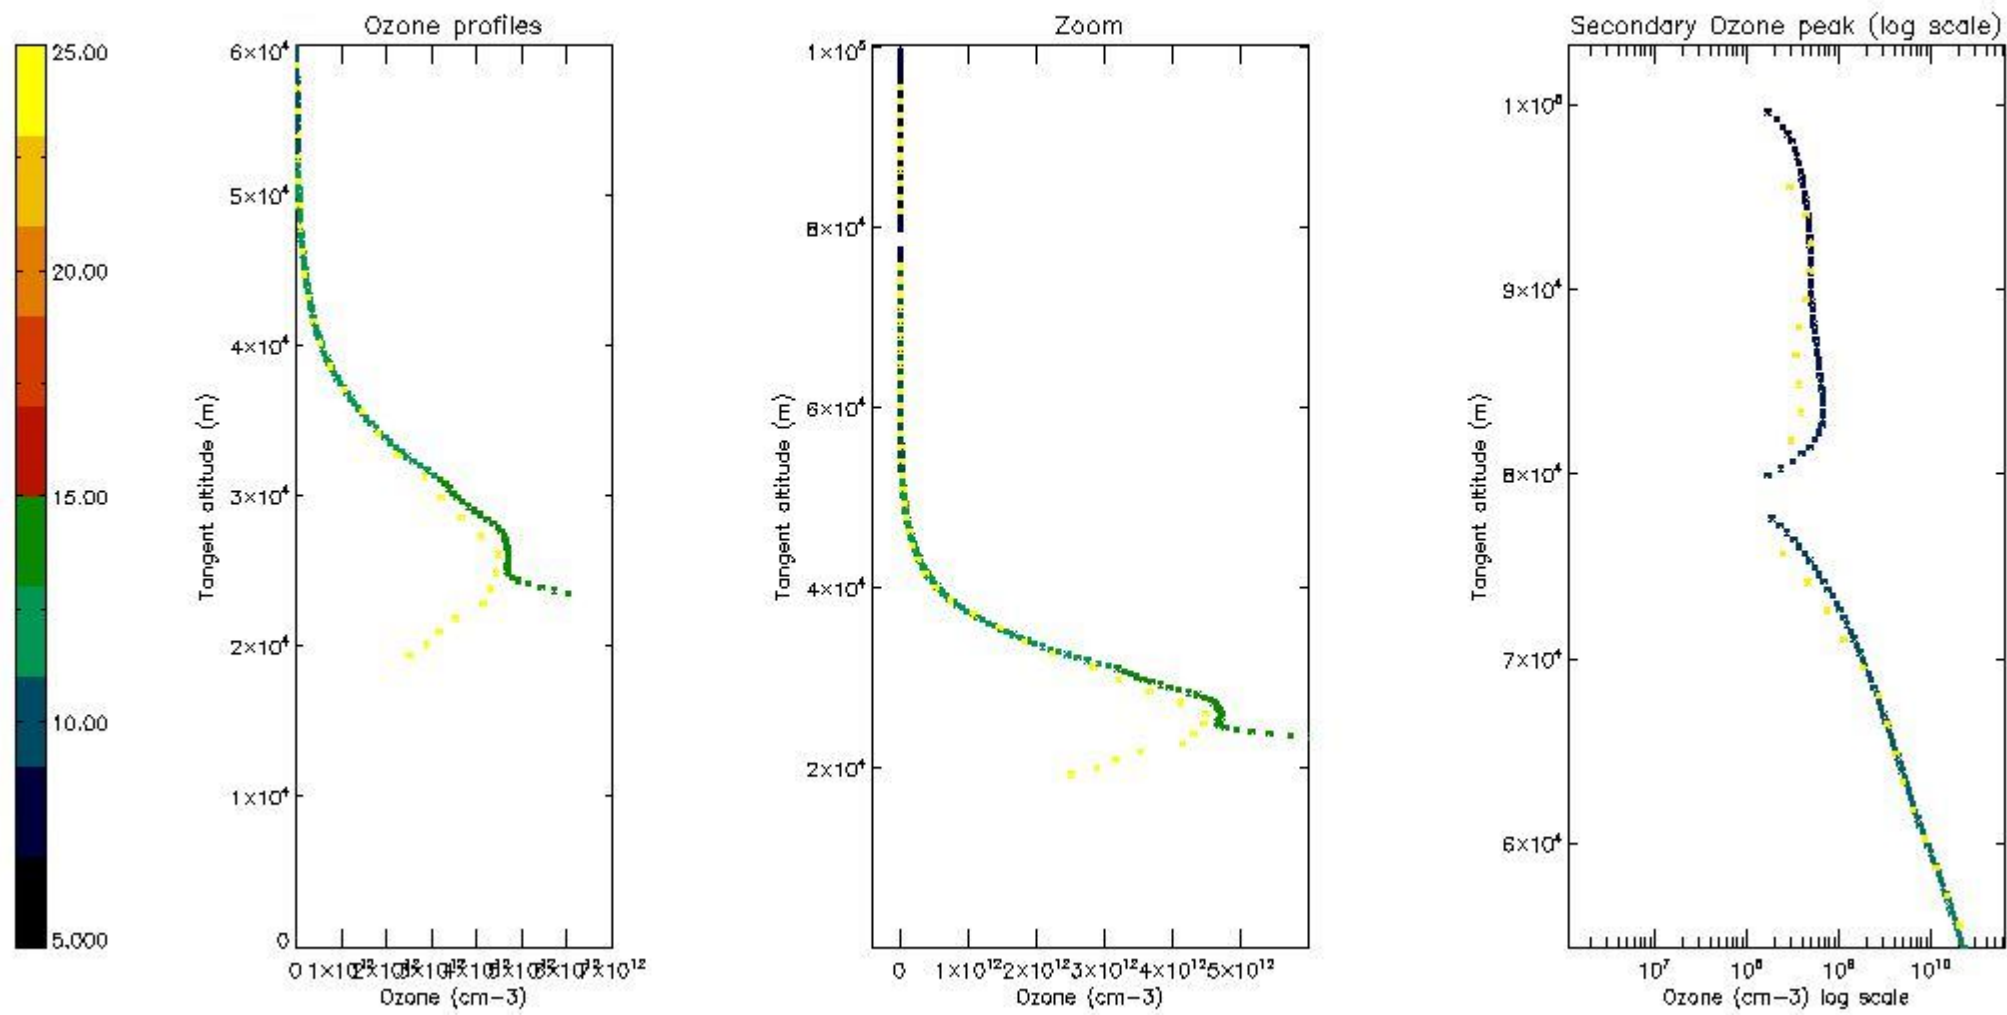 Ozone profiles
Zoom
Secondary Ozone peak (log scale)
25.00
20.00
15.00
10.00
5.000
6×10⁴
5×10⁴
4×10⁴
3×10⁴
2×10⁴
1×10⁴
0
Tangent altitude (m)
Ozone (cm-3)
1×10⁵
8×10⁴
6×10⁴
4×10⁴
2×10⁴
Tangent altitude (m)
0 1×10¹² 2×10¹² 3×10¹² 4×10¹² 5×10¹²
Ozone (cm-3)
9×10⁴
8×10⁴
7×10⁴
6×10⁴
Tangent altitude (m)
10⁷ 10¹⁰
Ozone (cm-3) log scale